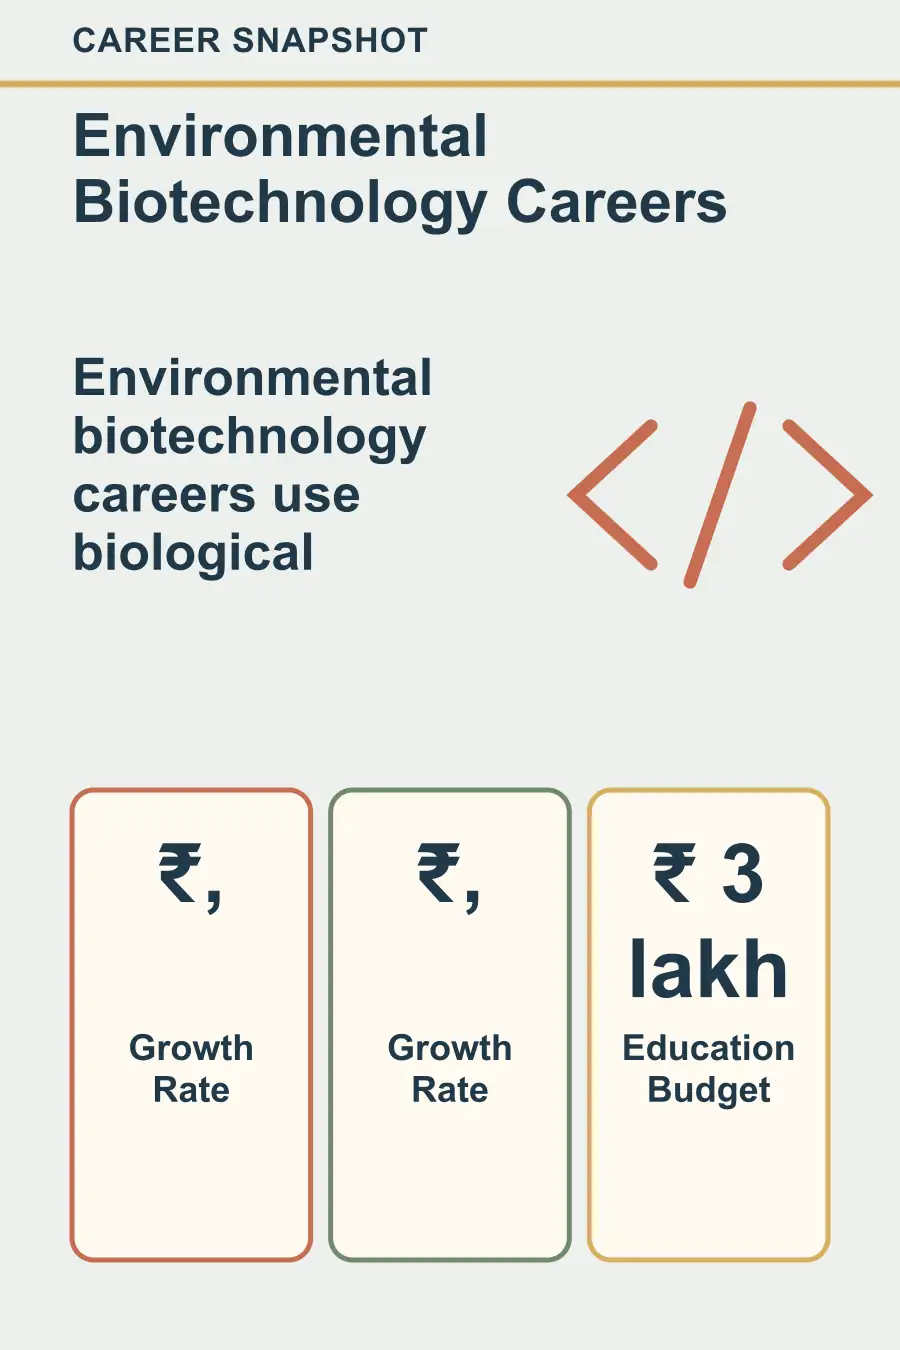 CAREER SNAPSHOT
Environmental
Biotechnology Careers
Environmental
biotechnology
careers use
biological
₹,
Growth
Rate
₹,
Growth
Rate
₹ 3
lakh
Education
Budget